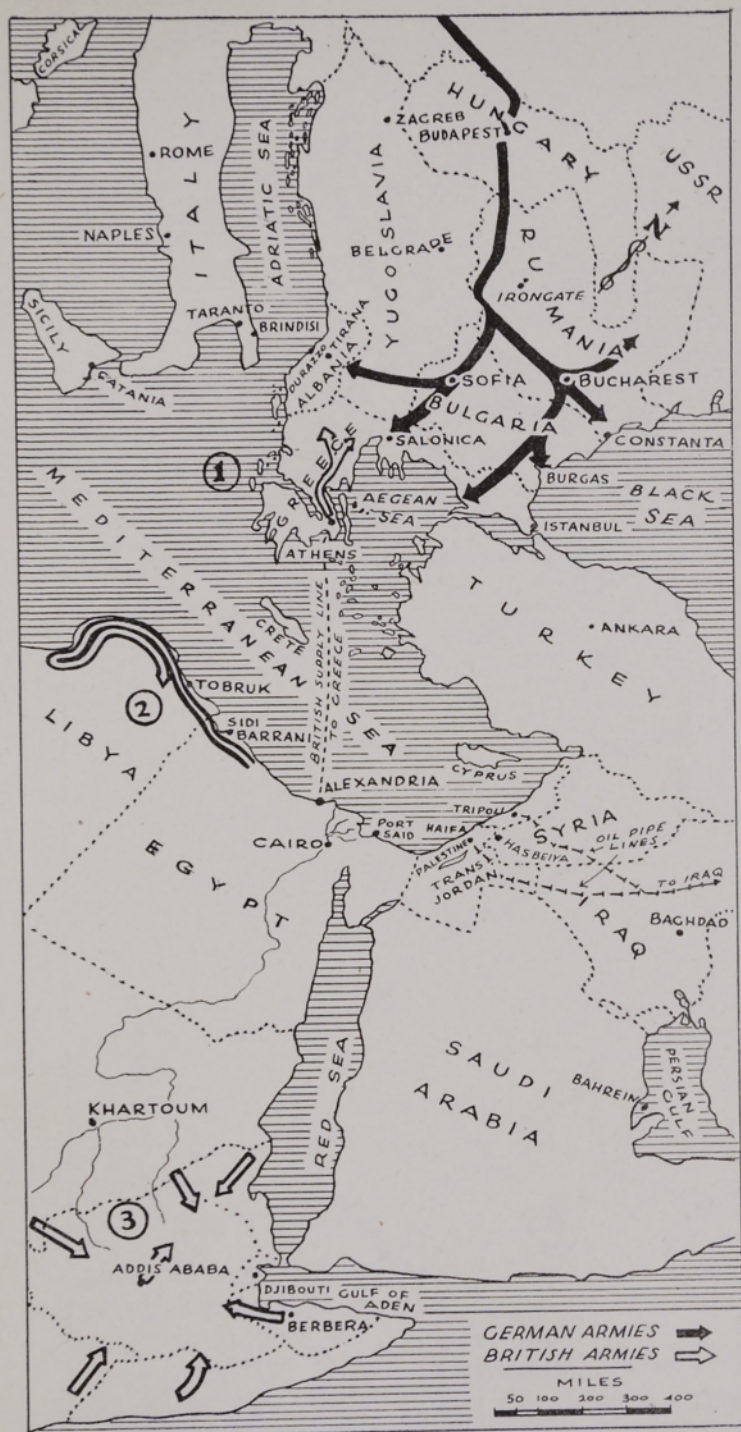 CORSICA
ITALY
ROME
NAPLES
ADRIATIC SEA
TARANTO
BRINDISI
SICILY
CATANIA
ZAGREB
BUDAPEST
HUNGARY
USSR
N
YUGOSLAVIA
BELGRADE
RUMANIA
IRONGATE
DURAZZO
TIRANA
ALBANIA
SOFIA
BUCHAREST
BULGARIA
SALONICA
CONSTANTA
BURGAS
BLACK SEA
1
GREECE
AEGEAN SEA
ATHENS
ISTANBUL
MEDITERRANEAN SEA
CRETE
BRITISH SUPPLY LINE
TO GREECE
TURKEY
ANKARA
2
TOBRUK
SIDI
BARRANI
LIBYA
ALEXANDRIA
CYPRUS
EGYPT
CAIRO
PORT
SAID
HAIFA
TRIPOLI
SYRIA
HASBEIYA
OIL PIPE
LINES
PALESTINE
TRANS
JORDAN
TO IRAQ
IRAQ
BAGHDAD
RED SEA
SAUDI
ARABIA
BAHREIN
PERSIAN
GULF
KHARTOUM
3
ADDIS ABABA
DJIBOUTI
GULF OF
ADEN
BERBERA
GERMAN ARMIES
BRITISH ARMIES
MILES
50 100 200 300 400